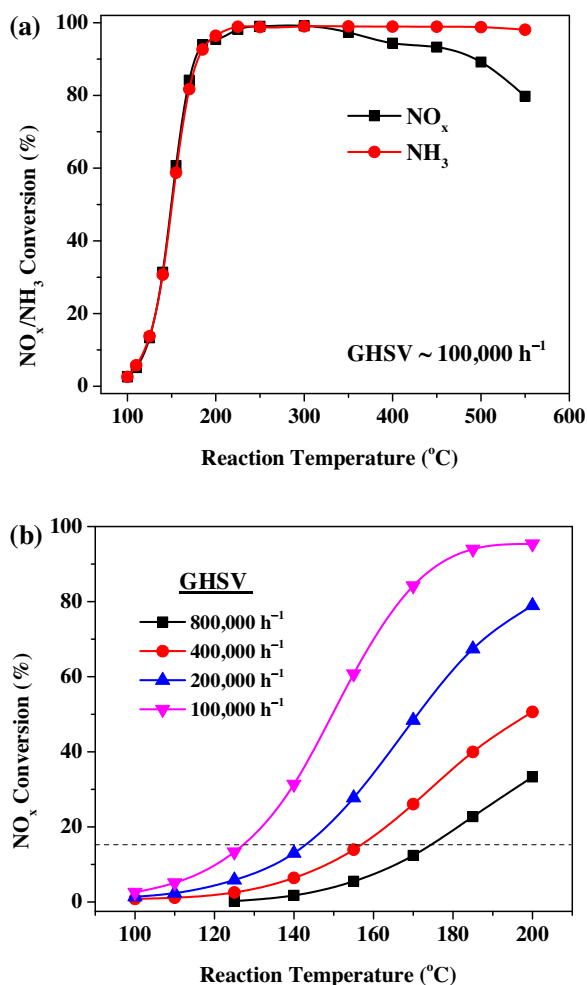 (a)
100
80
60
40
20
0
NOₓ/NH₃ Conversion (%)
NOₓ
NH₃
GHSV ~ 100,000 h⁻¹
100 200 300 400 500 600
Reaction Temperature (°C)
(b)
100
80
60
40
20
0
NOₓ Conversion (%)
GHSV
800,000 h⁻¹
400,000 h⁻¹
200,000 h⁻¹
100,000 h⁻¹
100 120 140 160 180 200
Reaction Temperature (°C)